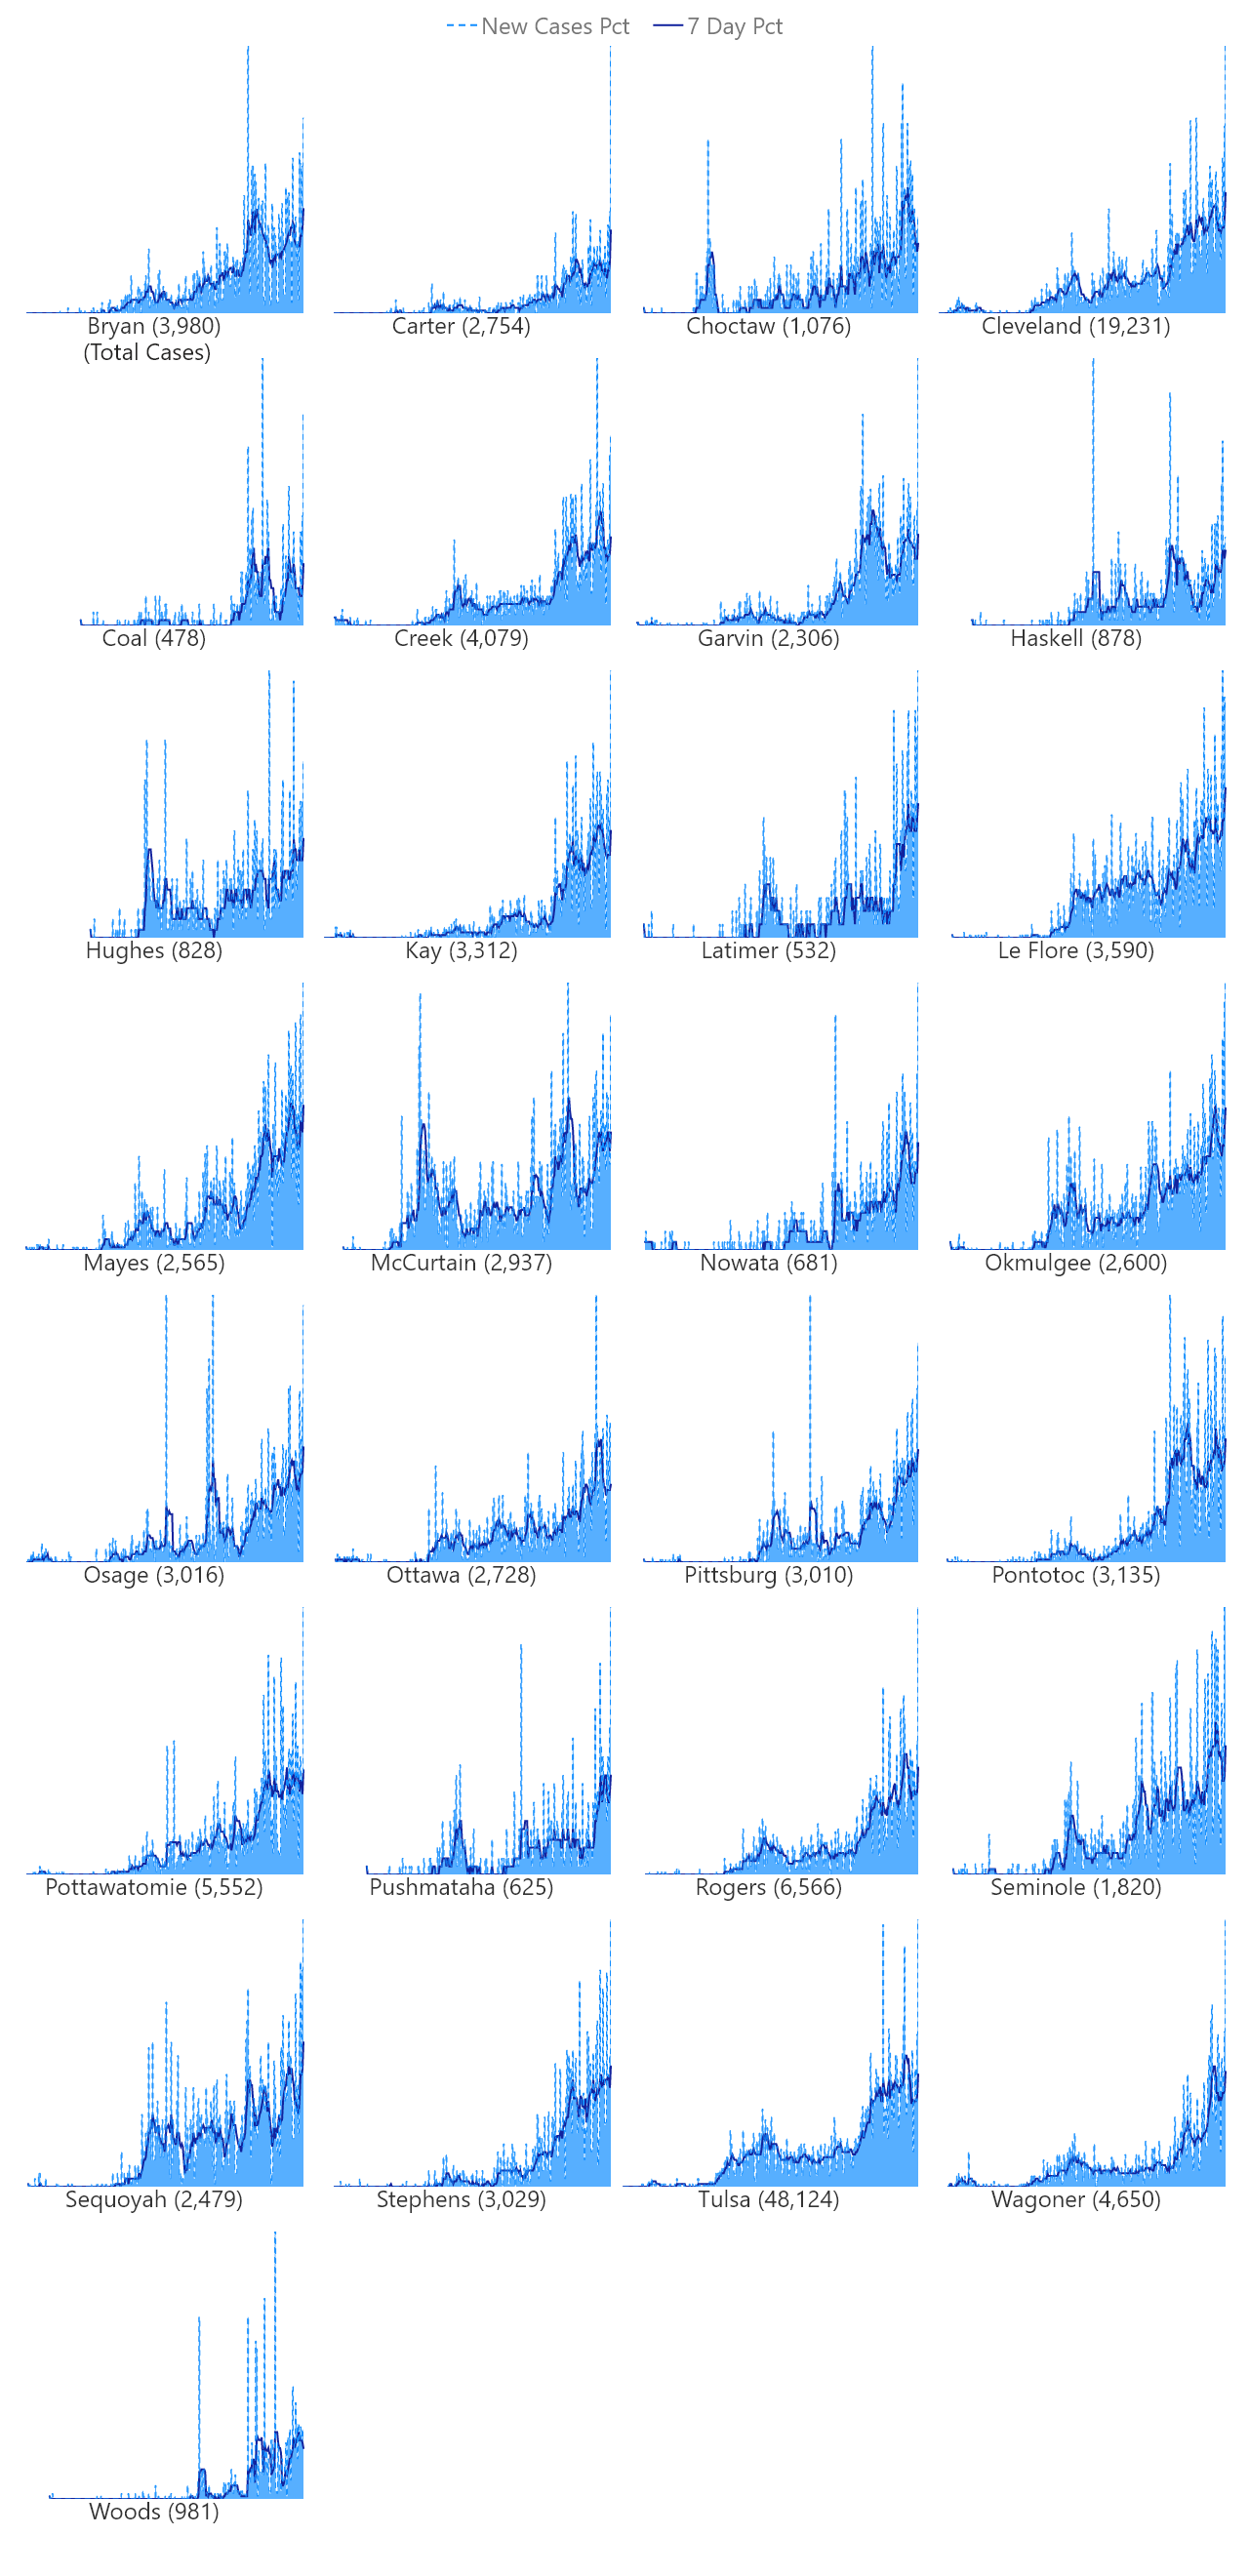 New Cases Pct 7 Day Pct
Bryan (3,980) Carter (2,754) Choctaw (1,076) Cleveland (19,231)
(Total Cases)
Coal (478) Creek (4,079) Garvin (2,306) Haskell (878)
Hughes (828) Kay (3,312) Latimer (532) Le Flore (3,590)
Mayes (2,565) McCurtain (2,937) Nowata (681) Okmulgee (2,600)
Osage (3,016) Ottawa (2,728) Pittsburg (3,010) Pontotoc (3,135)
Pottawatomie (5,552) Pushmataha (625) Rogers (6,566) Seminole (1,820)
Sequoyah (2,479) Stephens (3,029) Tulsa (48,124) Wagoner (4,650)
Woods (981)